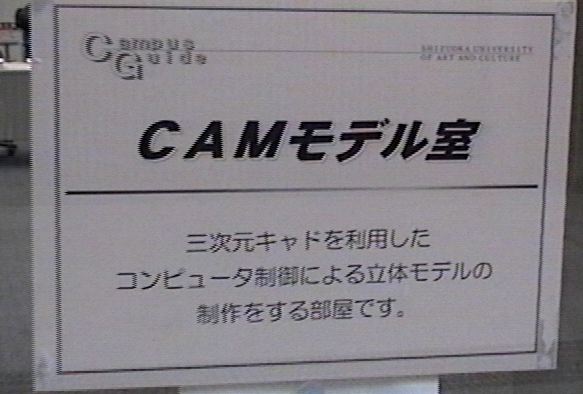 Campus
Guide
SHIZUOKA UNIVERSITY
OF ART AND CULTURE
CAMモデル室
三次元キャドを利用した
コンピュータ制御による立体モデルの
制作をする部屋です。